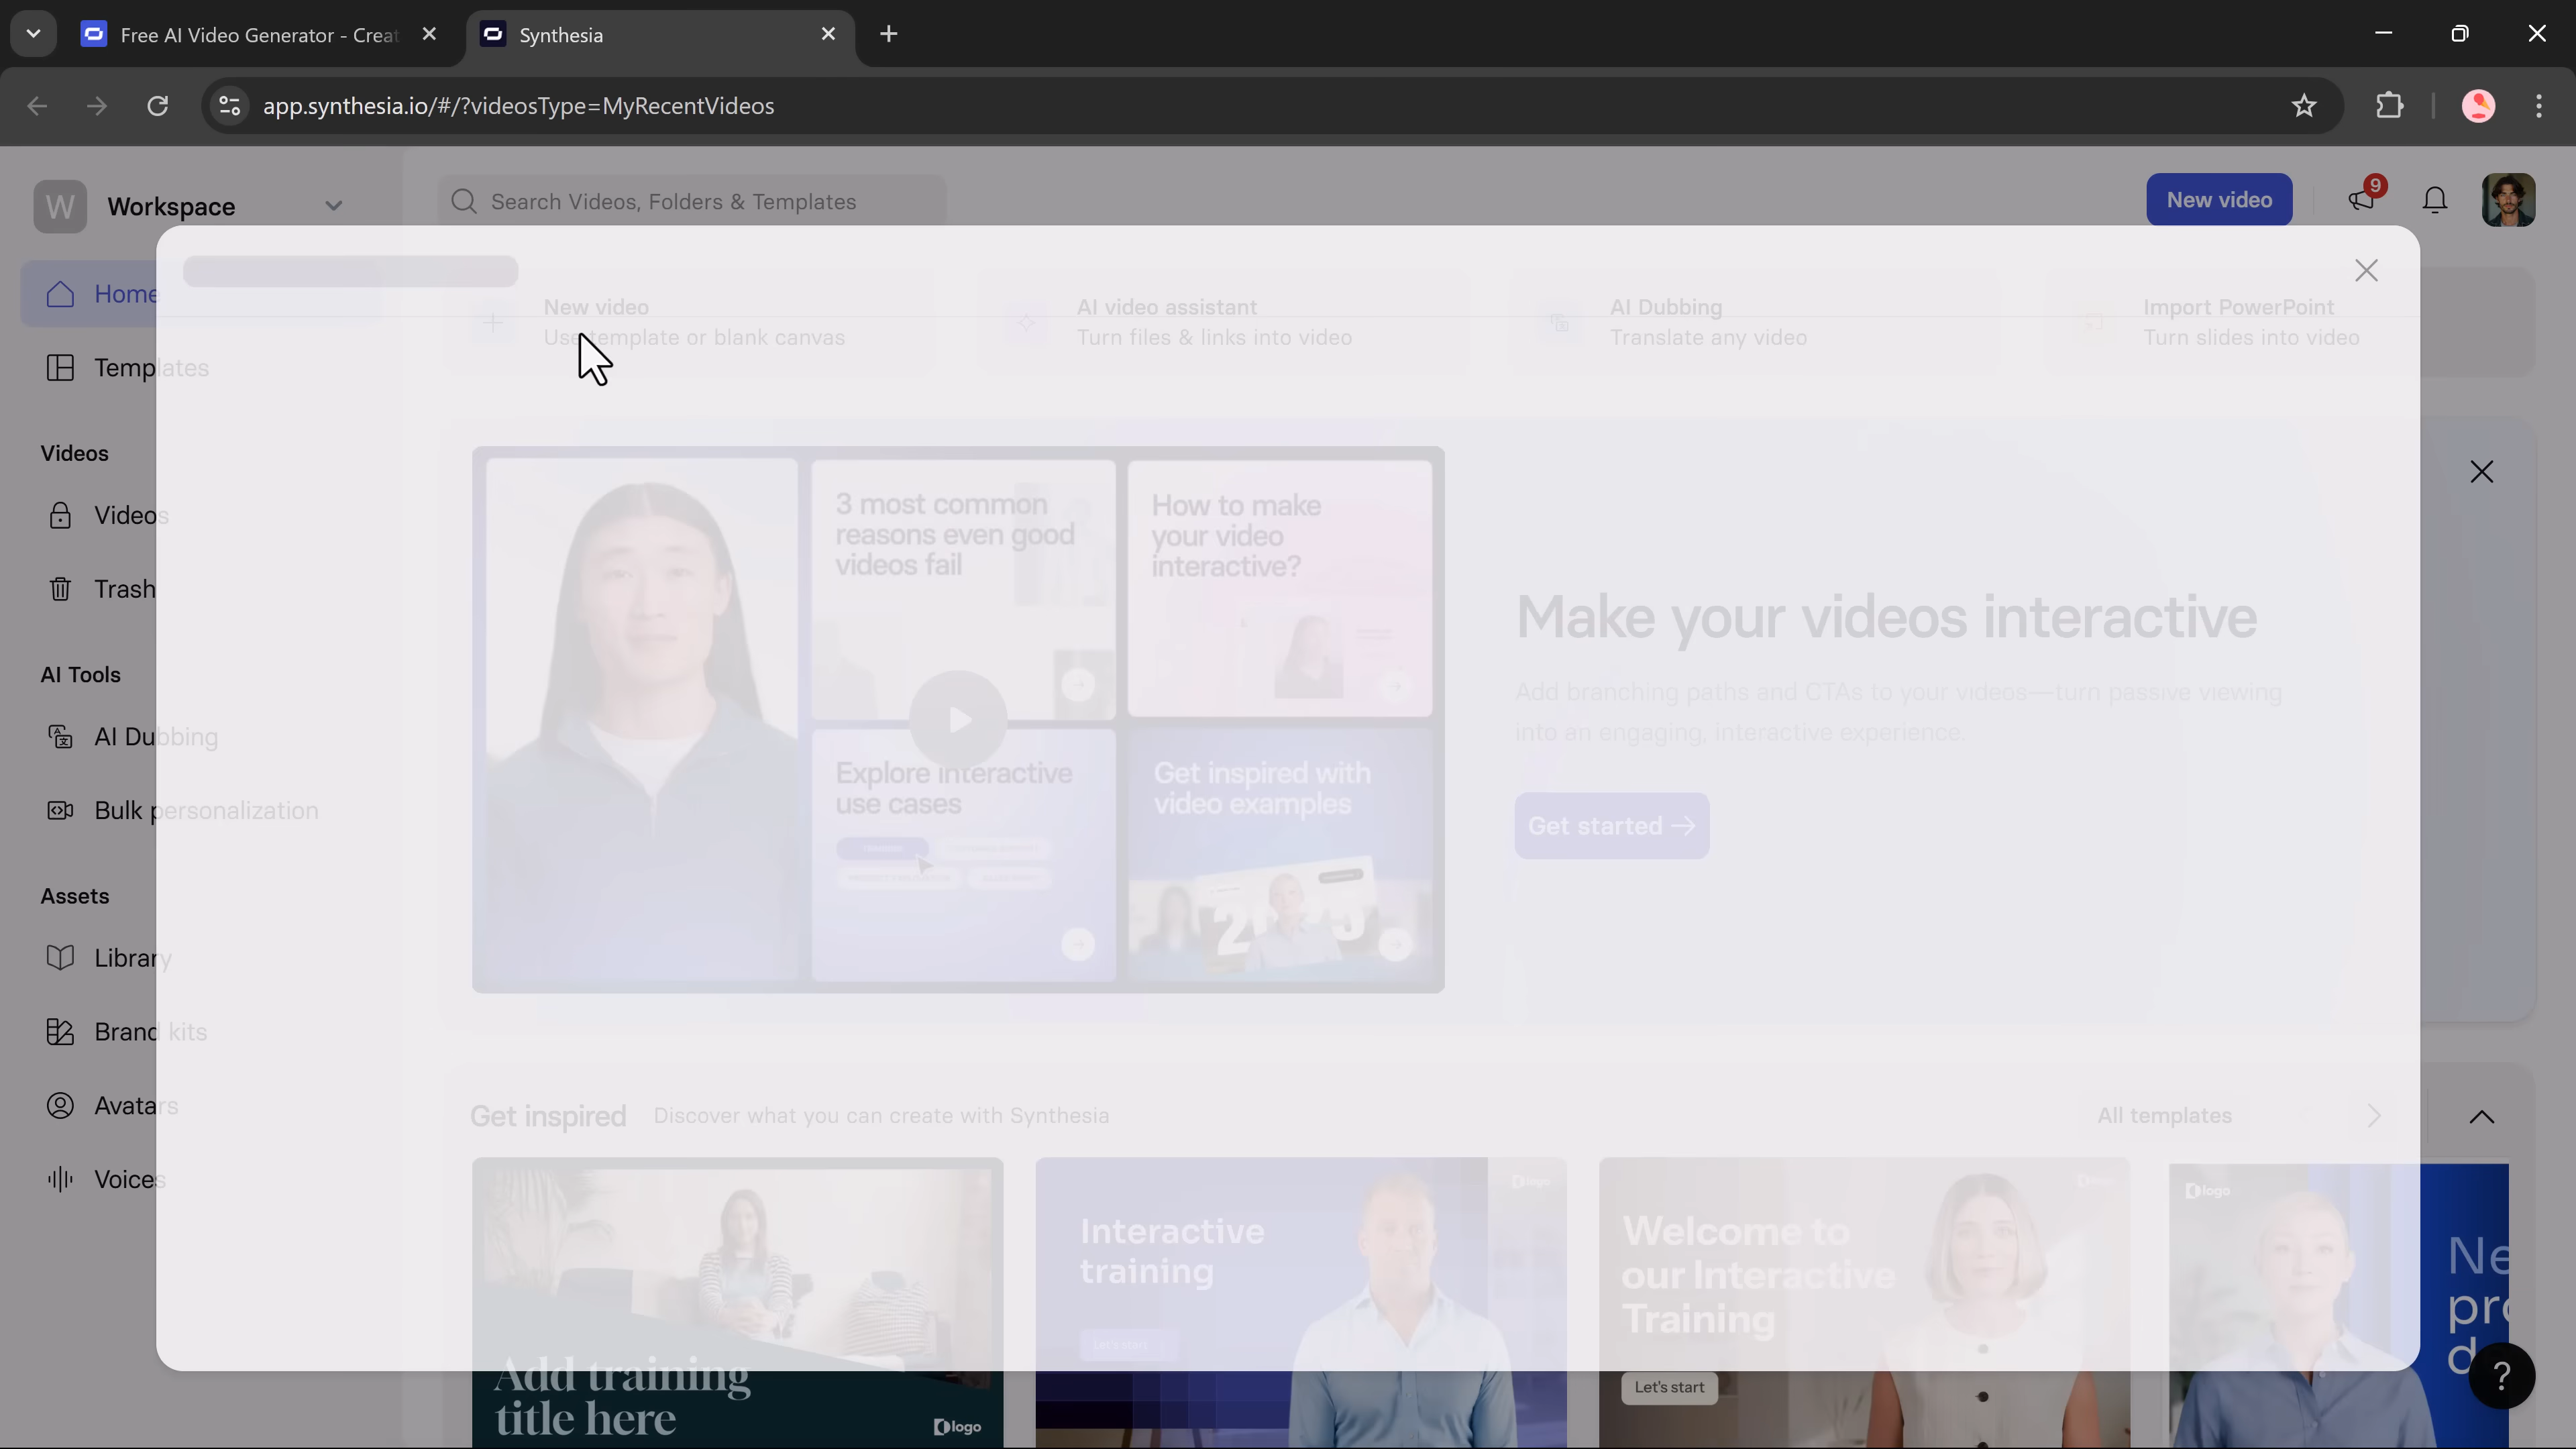 Free AI Video Generator - Creat
Synthesia
app.synthesia.io/#/?videosType=MyRecentVideos
W
Workspace
Search Videos, Folders & Templates
New video
9
Home
Templates
Videos
Videos
Trash
AI Tools
AI Dubbing
Bulk personalization
Assets
Library
Brand kits
Avatars
Voices
New video
Use template or blank canvas
AI video assistant
Turn files & links into video
AI Dubbing
Translate any video
Import PowerPoint
Turn slides into video
3 most common
reasons even good
videos fail
How to make
your video
interactive?
Explore interactive
use cases
Get inspired with
video examples
Make your videos interactive
Add branching paths and CTAs to your videos—turn passive viewing
into an engaging, interactive experience.
Get started →
Get inspired
Discover what you can create with Synthesia
All templates
Add training
title here
logo
Interactive
training
Let's start
logo
Welcome to
our Interactive
Training
Let's start
logo
Ne
pro
d
?